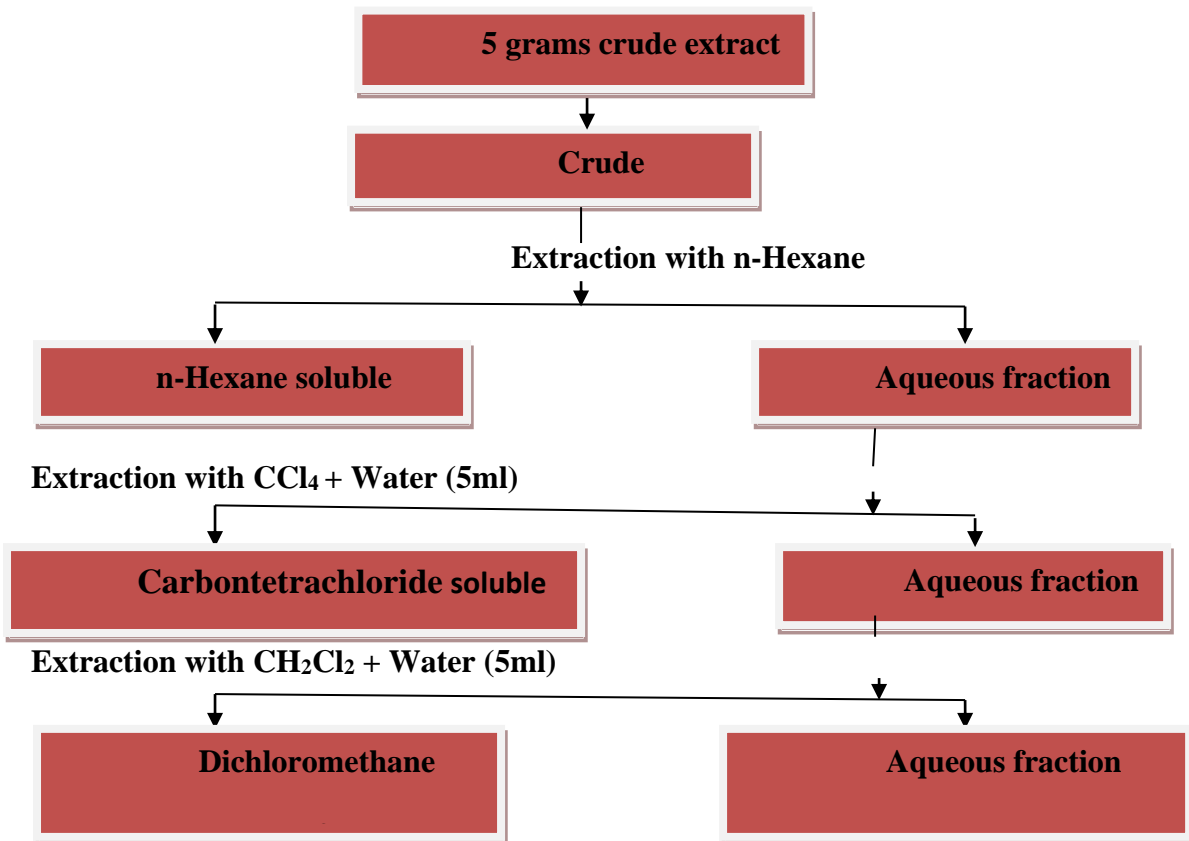 5 grams crude extract
Crude
Extraction with n-Hexane
n-Hexane soluble
Aqueous fraction
Extraction with CCl₄ + Water (5ml)
Carbontetrachloride soluble
Aqueous fraction
Extraction with CH₂Cl₂ + Water (5ml)
Dichloromethane
Aqueous fraction